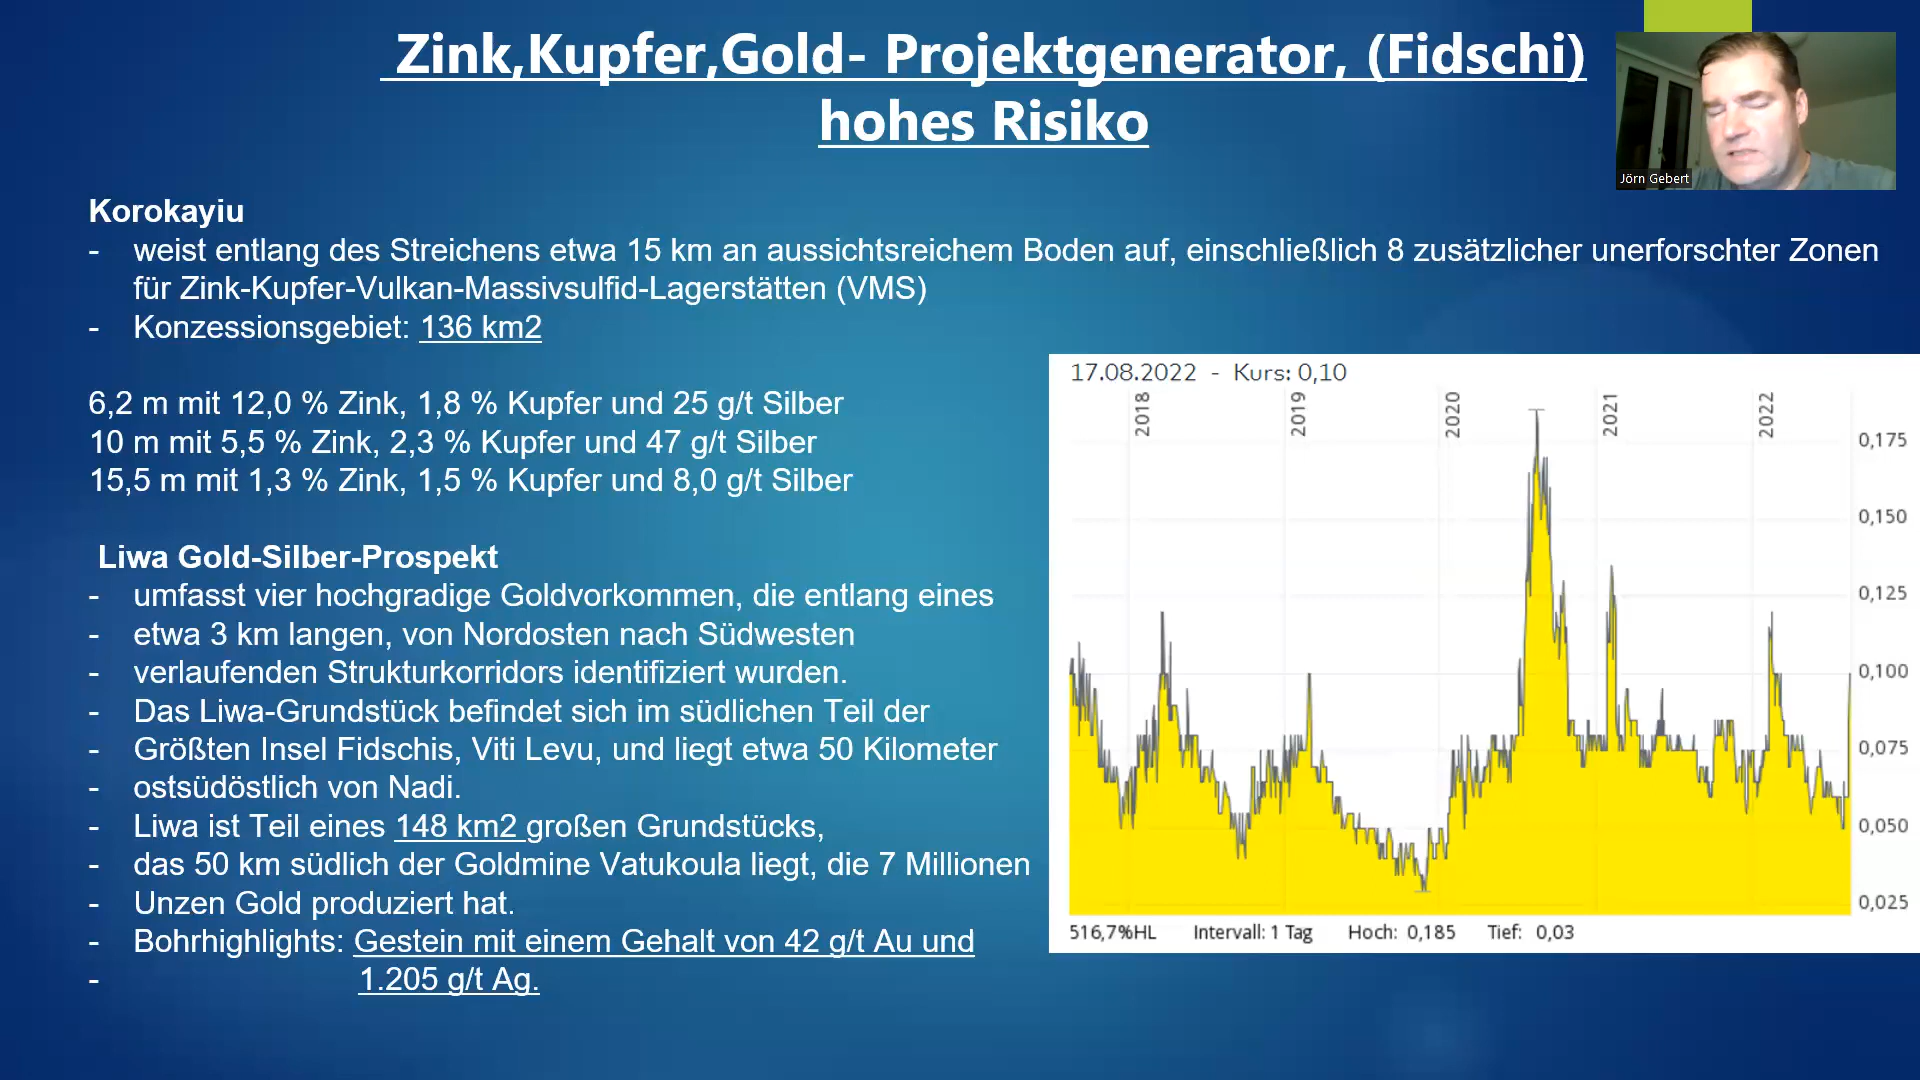 Zink,Kupfer,Gold- Projektgenerator, (Fidschi)
hohes Risiko
Jörn Gebert
Korokayiu
- weist entlang des Streichens etwa 15 km an aussichtsreichem Boden auf, einschließlich 8 zusätzlicher unerforschter Zonen
für Zink-Kupfer-Vulkan-Massivsulfid-Lagerstätten (VMS)
- Konzessionsgebiet: 136 km2
6,2 m mit 12,0 % Zink, 1,8 % Kupfer und 25 g/t Silber
10 m mit 5,5 % Zink, 2,3 % Kupfer und 47 g/t Silber
15,5 m mit 1,3 % Zink, 1,5 % Kupfer und 8,0 g/t Silber
Liwa Gold-Silber-Prospekt
- umfasst vier hochgradige Goldvorkommen, die entlang eines
- etwa 3 km langen, von Nordosten nach Südwesten
- verlaufenden Strukturkorridors identifiziert wurden.
- Das Liwa-Grundstück befindet sich im südlichen Teil der
- Größten Insel Fidschis, Viti Levu, und liegt etwa 50 Kilometer
- ostsüdöstlich von Nadi.
- Liwa ist Teil eines 148 km2 großen Grundstücks,
- das 50 km südlich der Goldmine Vatukoula liegt, die 7 Millionen
- Unzen Gold produziert hat.
- Bohrhighlights: Gestein mit einem Gehalt von 42 g/t Au und
- 1.205 g/t Ag.
17.08.2022 - Kurs: 0,10
2018
2019
2020
2021
2022
0,175
0,150
0,125
0,100
0,075
0,050
0,025
516,7%HL Intervall: 1 Tag Hoch: 0,185 Tief: 0,03